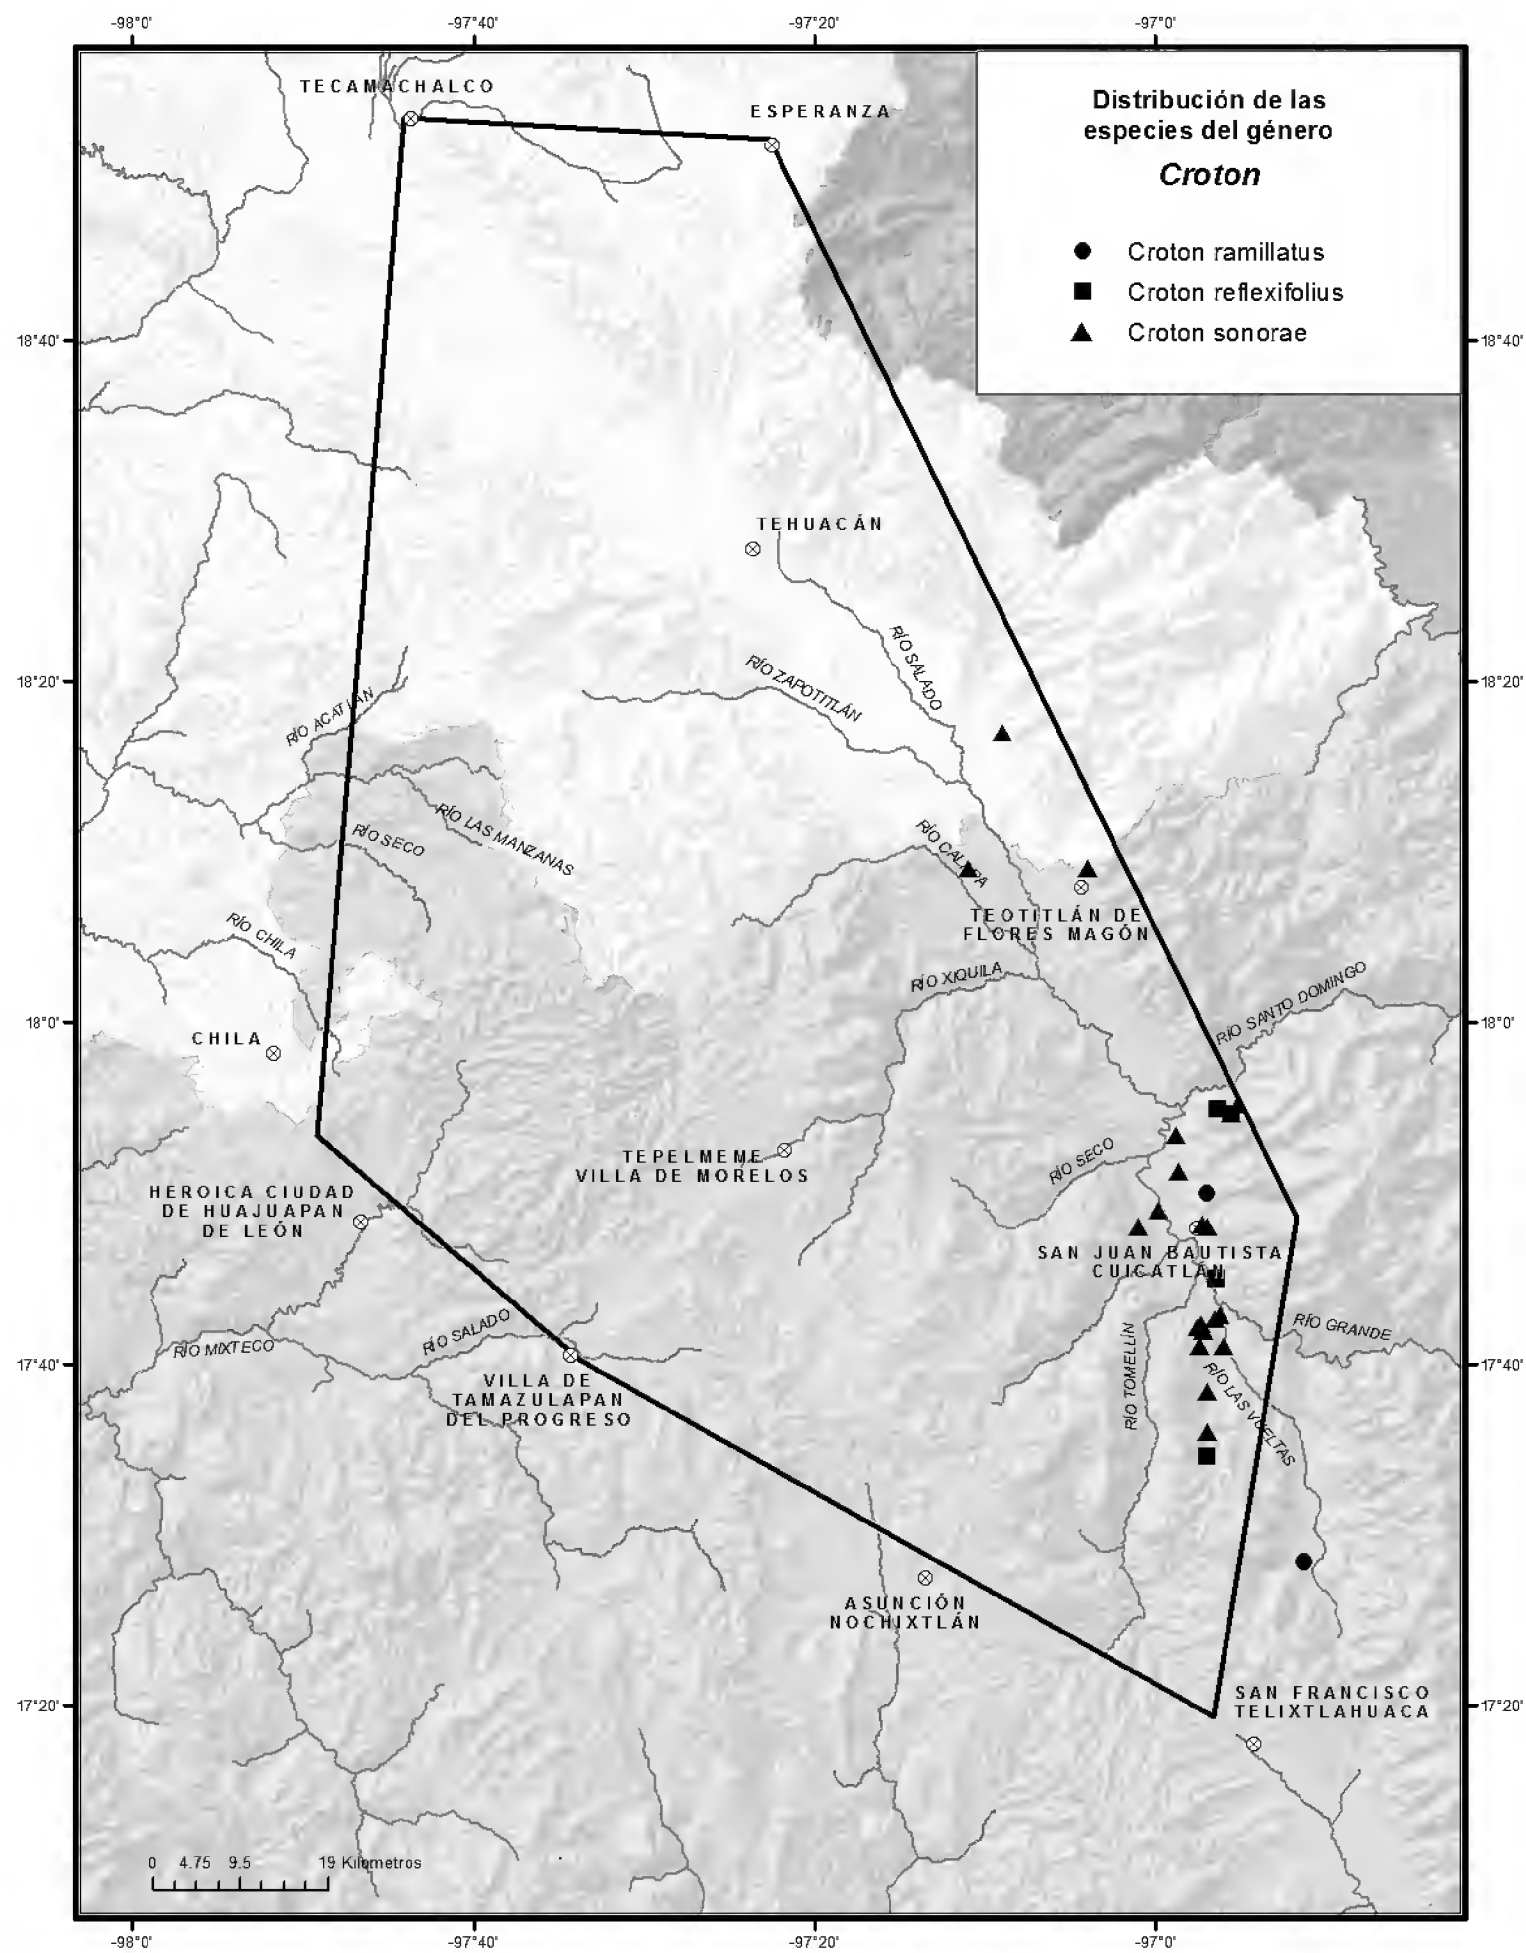 -98°0'
-97°40'
-97°20'
-97°0'
TECAMACHALCO
ESPERANZA
Distribución de las
especies del género
Croton
Croton ramillatus
Croton reflexifolius
Croton sonorae
18°40'
18°40'
TEHUACÁN
RÍO SALADO
RÍO ZAPOTITLÁN
18°20'
18°20'
RÍO ACATLÁN
RÍO LAS MANZANAS
RÍO SECO
RÍO CALAPA
TEOTITLÁN DE
FLORES MAGÓN
RÍO CHILA
RÍO XIQUILA
RÍO SANTO DOMINGO
18°0'
18°0'
CHILA
TEPELMEME
VILLA DE MORELOS
RÍO SECO
HEROICA CIUDAD
DE HUAJUAPAN
DE LEÓN
SAN JUAN BAUTISTA
CUICATLAN
RÍO SALADO
RÍO MIXTECO
RÍO GRANDE
RÍO TOMELLÍN
17°40'
17°40'
VILLA DE
TAMAZULAPAN
DEL PROGRESO
RÍO LAS VUELTAS
ASUNCIÓN
NOCHIXTLÁN
17°20'
17°20'
SAN FRANCISCO
TELIXTLAHUACA
0 4.75 9.5 19 Kilometros
-98°0'
-97°40'
-97°20'
-97°0'